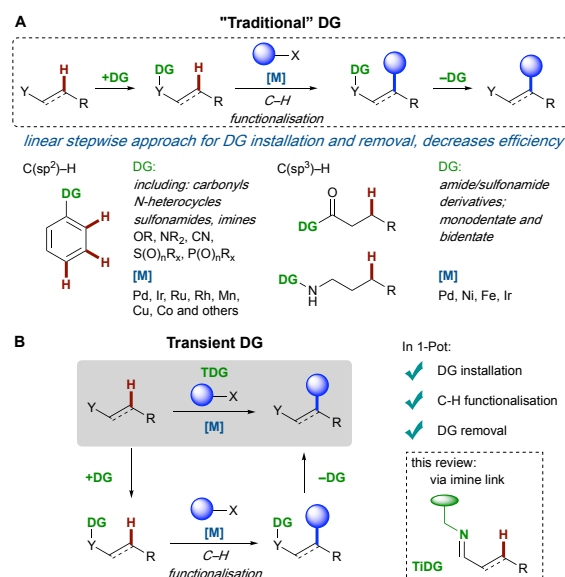 A
"Traditional" DG
DG
DG
H
+DG
H
X
[M]
C–H
functionalisation
–DG
Y
R
Y
R
Y
R
Y
R
linear stepwise approach for DG installation and removal, decreases efficiency
C(sp²)–H
DG:
including: carbonyls
N-heterocycles
sulfonamides, imines
OR, NR₂, CN,
S(O)ₙRₓ, P(O)ₙRₓ
[M]
Pd, Ir, Ru, Rh, Mn,
Cu, Co and others
DG
H
H
H
C(sp³)–H
O
H
DG
R
H
DG
N
H
R
DG:
amide/sulfonamide
derivatives;
monodentate and
bidentate
[M]
Pd, Ni, Fe, Ir
B
Transient DG
TDG
H
X
Y
R
[M]
Y
R
+DG
–DG
DG
H
X
DG
Y
R
[M]
Y
R
C–H
functionalisation
In 1-Pot:
DG installation
C-H functionalisation
DG removal
this review:
via imine link
N
H
TiDG
R